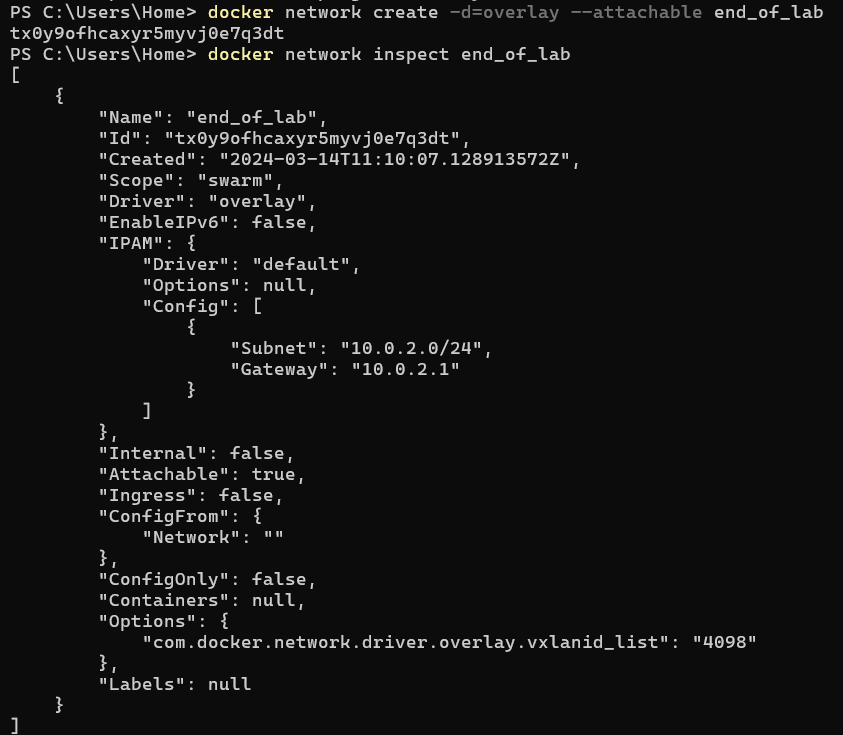 PS C:\Users\Home> docker network create -d=overlay --attachable end_of_lab
tx0y9ofhcaxyr5myvj0e7q3dt
PS C:\Users\Home> docker network inspect end_of_lab
[
    {
        "Name": "end_of_lab",
        "Id": "tx0y9ofhcaxyr5myvj0e7q3dt",
        "Created": "2024-03-14T11:10:07.128913572Z",
        "Scope": "swarm",
        "Driver": "overlay",
        "EnableIPv6": false,
        "IPAM": {
            "Driver": "default",
            "Options": null,
            "Config": [
                {
                    "Subnet": "10.0.2.0/24",
                    "Gateway": "10.0.2.1"
                }
            ]
        },
        "Internal": false,
        "Attachable": true,
        "Ingress": false,
        "ConfigFrom": {
            "Network": ""
        },
        "ConfigOnly": false,
        "Containers": null,
        "Options": {
            "com.docker.network.driver.overlay.vxlanid_list": "4098"
        },
        "Labels": null
    }
]